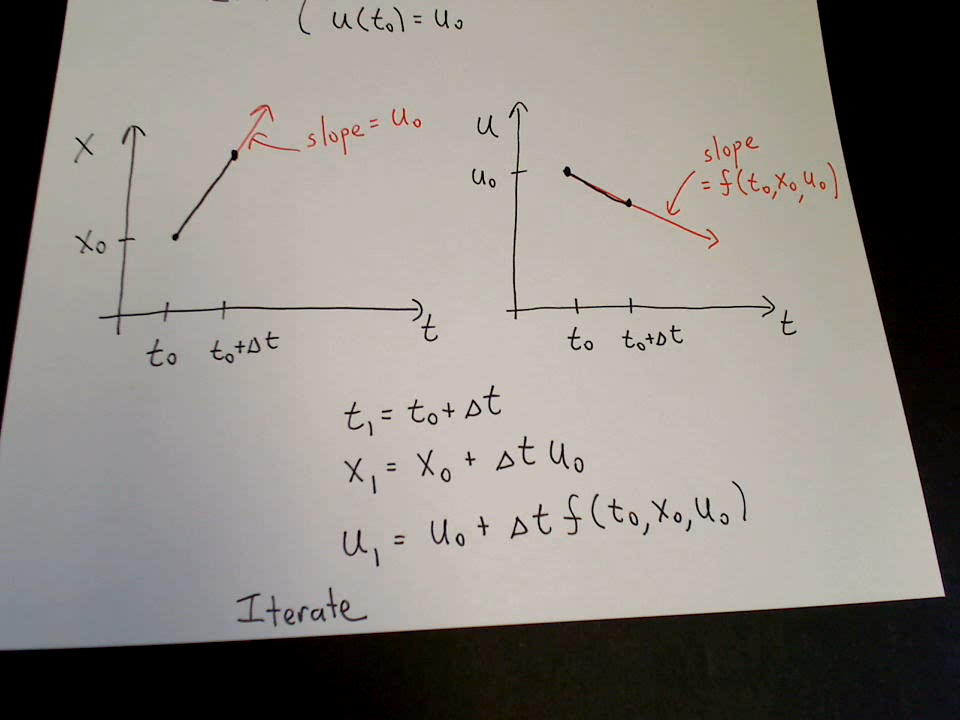 ( u(t₀) = u₀
x
x₀
slope = u₀
t₀
t₀+Δt
t
u
u₀
slope
= f(t₀,x₀,u₀)
t₀
t₀+Δt
t
t₁ = t₀+Δt
x₁ = x₀ + Δt u₀
u₁ = u₀ + Δt f(t₀,x₀,u₀)
Iterate